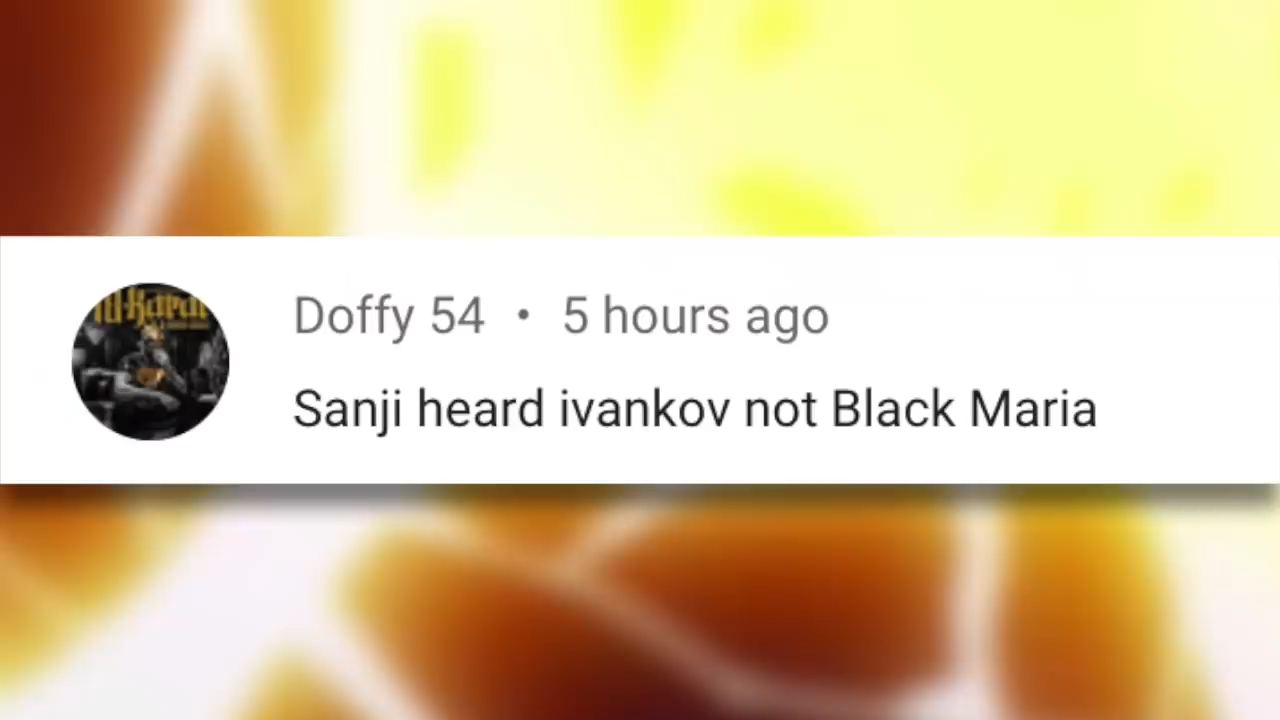 Doffy 54 • 5 hours ago
Sanji heard ivankov not Black Maria